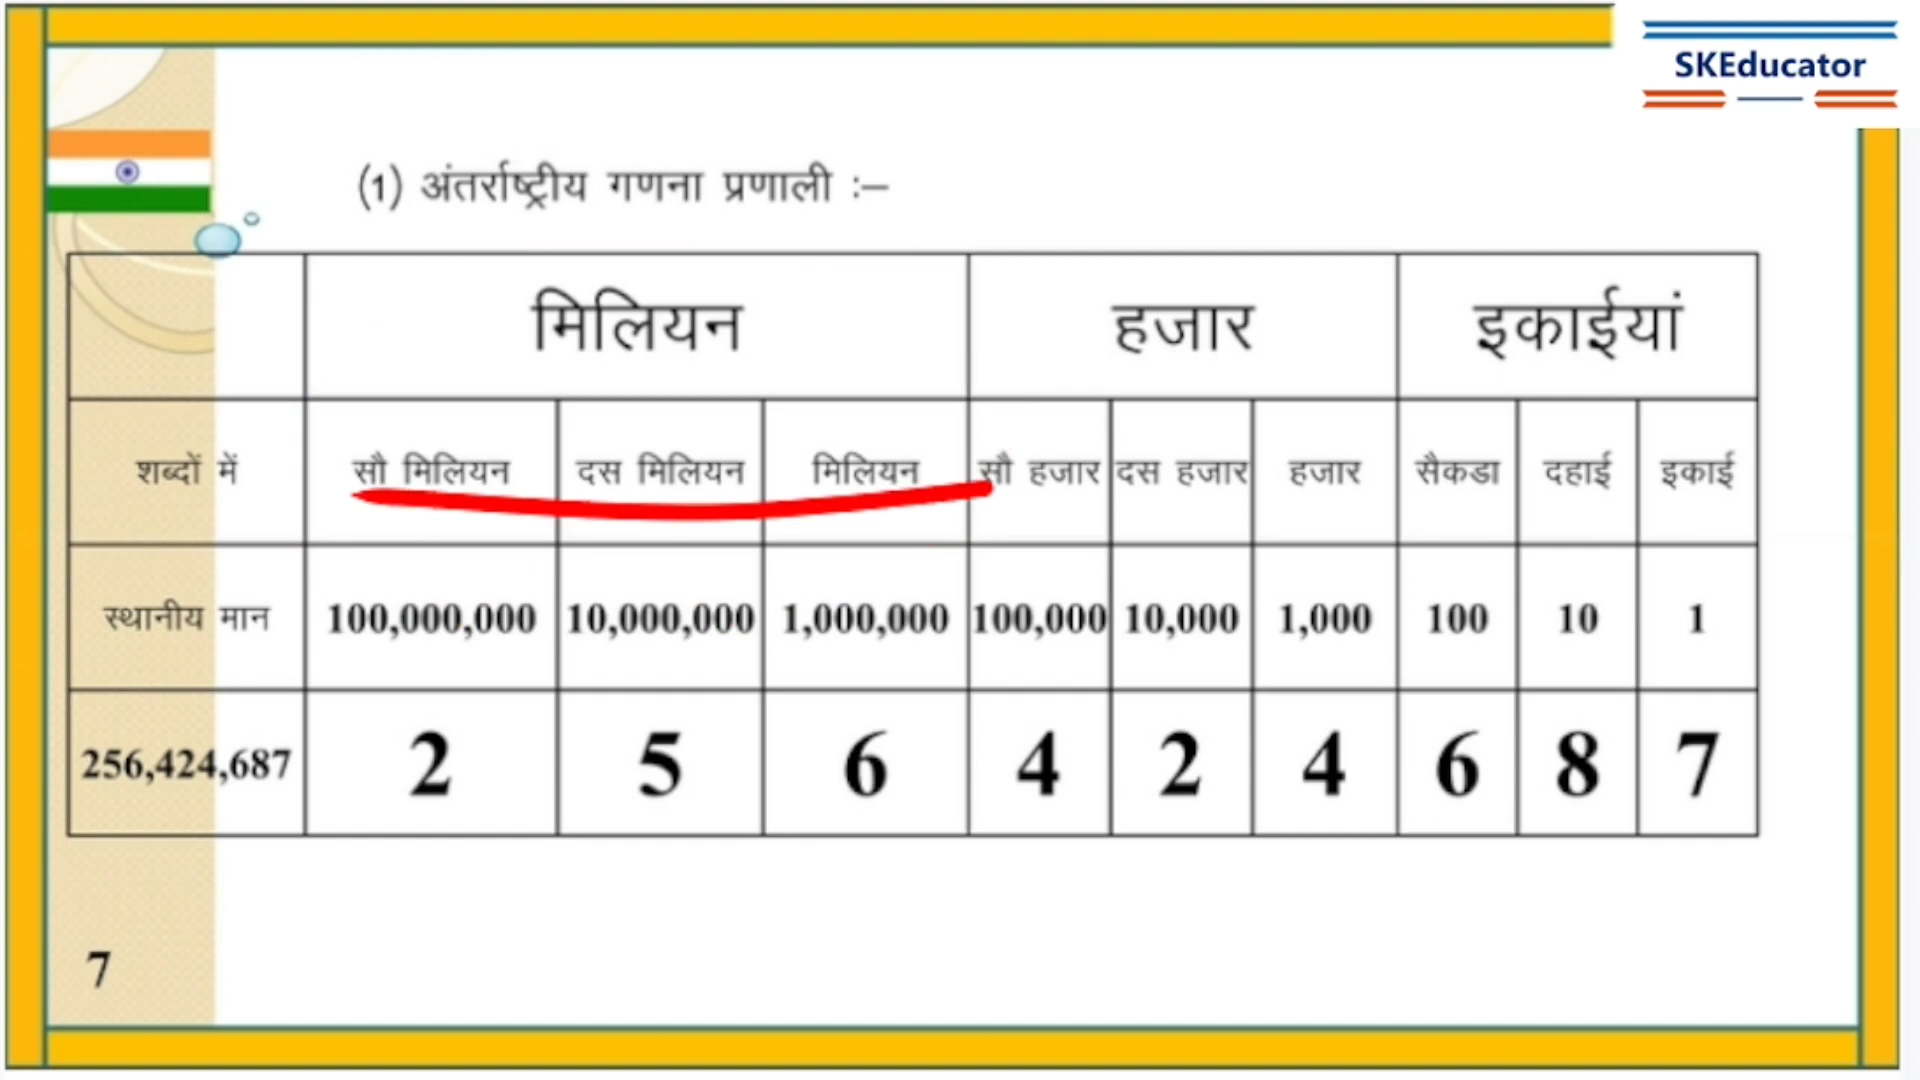 SKEducator
(1) अंतर्राष्ट्रीय गणना प्रणाली :–
मिलियन हजार इकाईयां
शब्दों में सौ मिलियन दस मिलियन मिलियन सौ हजार दस हजार हजार सैकडा दहाई इकाई
स्थानीय मान 100,000,000 10,000,000 1,000,000 100,000 10,000 1,000 100 10 1
256,424,687 2 5 6 4 2 4 6 8 7
7